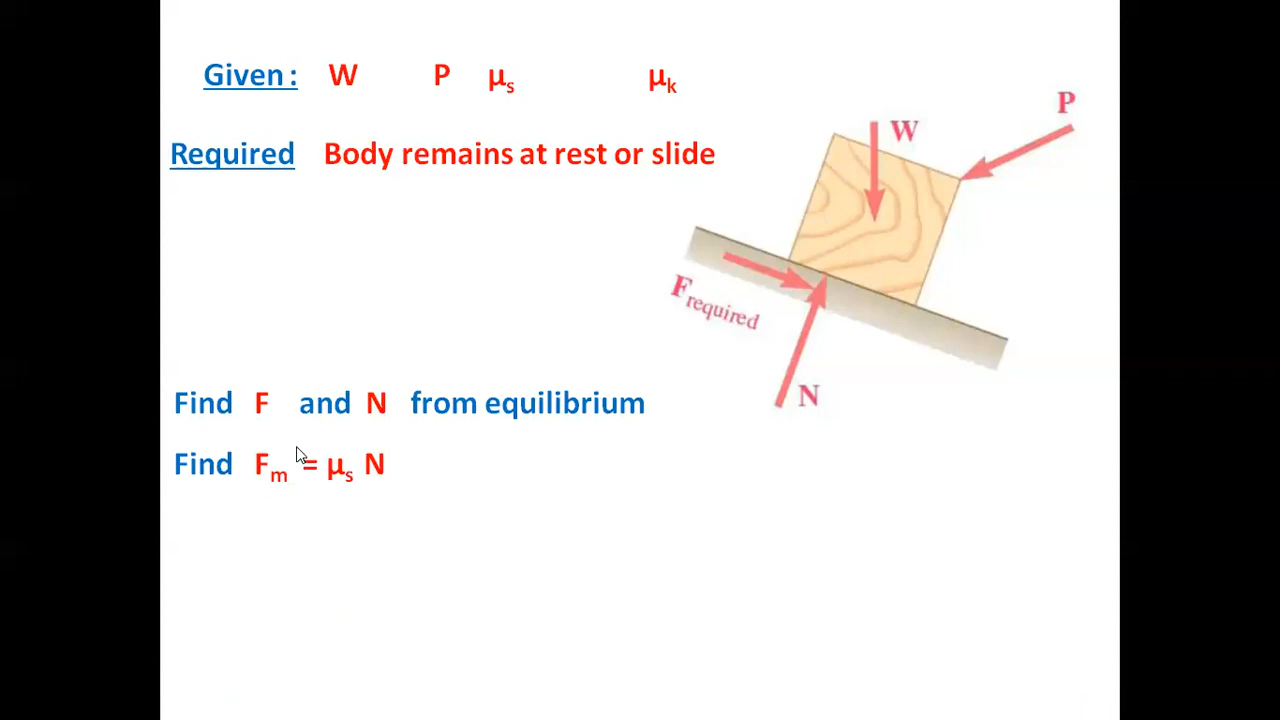 Given : W P μs μk
Required Body remains at rest or slide
P
W
Frequired
N
Find F and N from equilibrium
Find Fm = μs N